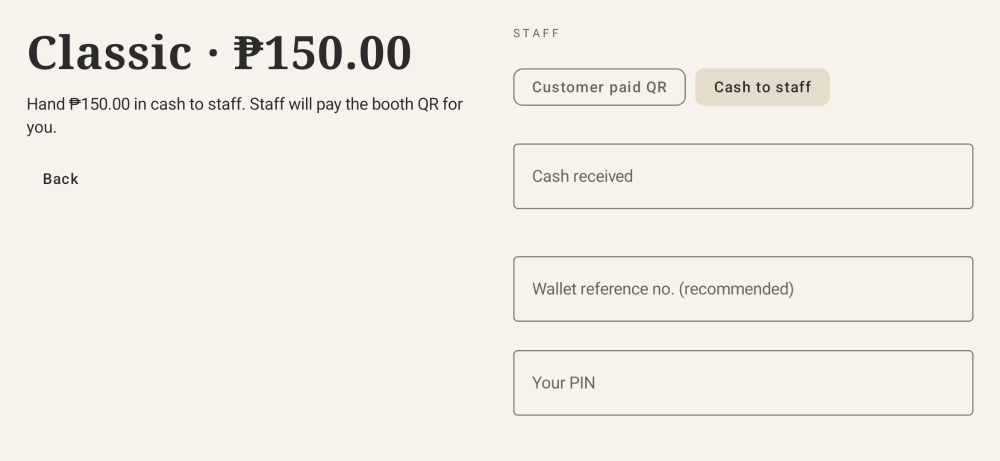 Classic · ₱150.00
Hand ₱150.00 in cash to staff. Staff will pay the booth QR for
you.
Back
STAFF
Customer paid QR
Cash to staff
Cash received
Wallet reference no. (recommended)
Your PIN